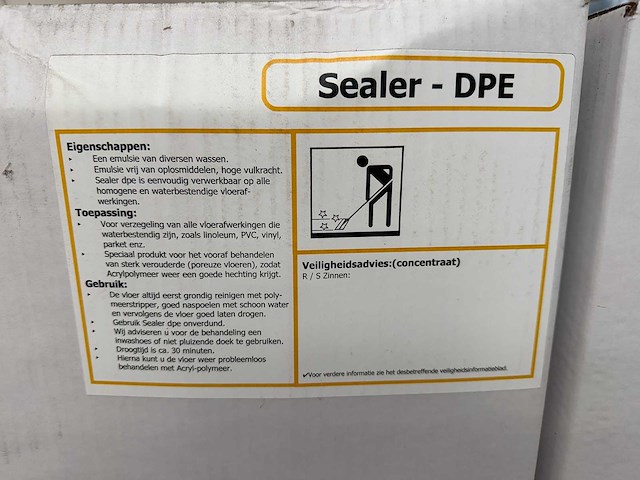 Sealer - DPE
Eigenschappen:
Een emulsie van diversen wassen.
Emulsie vrij van oplosmiddelen, hoge vulkracht.
Sealer dpe is eenvoudig verwerkbaar op alle
homogene en waterbestendige vloeraf-
werkingen.
Toepassing:
Voor verzegeling van alle vloerafwerkingen die
waterbestendig zijn, zoals linoleum, PVC, vinyl,
parket enz.
Speciaal produkt voor het vooraf behandelen
van sterk verouderde (poreuze vloeren), zodat
Acrylpolymeer weer een goede hechting krijgt.
Gebruik:
De vloer altijd eerst grondig reinigen met poly-
meerstripper, goed naspoelen met schoon water
en vervolgens de vloer goed laten drogen.
Gebruik Sealer dpe onverdund.
Wij adviseren u voor de behandeling een
inwashoes of niet pluizende doek te gebruiken.
Droogtijd is ca. 30 minuten.
Hierna kunt u de vloer weer probleemloos
behandelen met Acryl-polymeer.
Veiligheidsadvies:(concentraat)
R / S Zinnen:
✓Voor verdere informatie zie het desbetreffende veiligheidsinformatieblad.